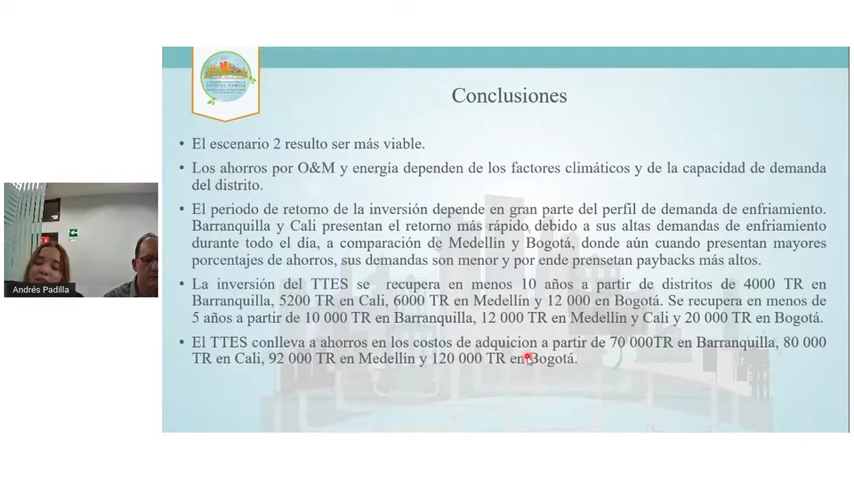 Conclusiones
• El escenario 2 resulto ser más viable.
• Los ahorros por O&M y energía dependen de los factores climáticos y de la capacidad de demanda
del distrito.
• El periodo de retorno de la inversión depende en gran parte del perfil de demanda de enfriamiento.
Barranquilla y Cali presentan el retorno más rápido debido a sus altas demandas de enfriamiento
durante todo el día, a comparación de Medellín y Bogotá, donde aún cuando presentan mayores
porcentajes de ahorros, sus demandas son menor y por ende prensetan paybacks más altos.
• La inversión del TTES se recupera en menos 10 años a partir de distritos de 4000 TR en
Barranquilla, 5200 TR en Cali, 6000 TR en Medellín y 12 000 en Bogotá. Se recupera en menos de
5 años a partir de 10 000 TR en Barranquilla, 12 000 TR en Medellín y Cali y 20 000 TR en Bogotá.
• El TTES conlleva a ahorros en los costos de adquicion a partir de 70 000TR en Barranquilla, 80 000
TR en Cali, 92 000 TR en Medellín y 120 000 TR en Bogotá.
Andrés Padilla